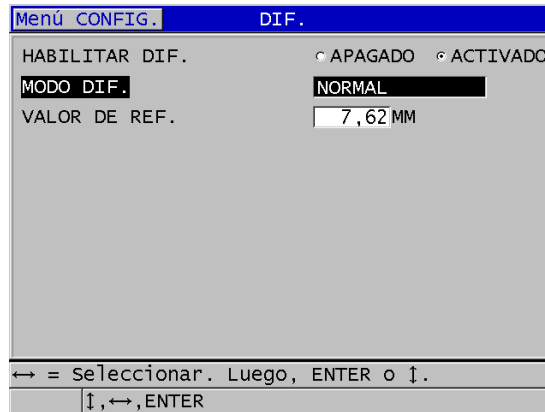 Menú CONFIG. DIF.
HABILITAR DIF. APAGADO ACTIVADO
MODO DIF. NORMAL
VALOR DE REF. 7,62 MM
↔ = Seleccionar. Luego, ENTER o ↕.
↕,↔,ENTER